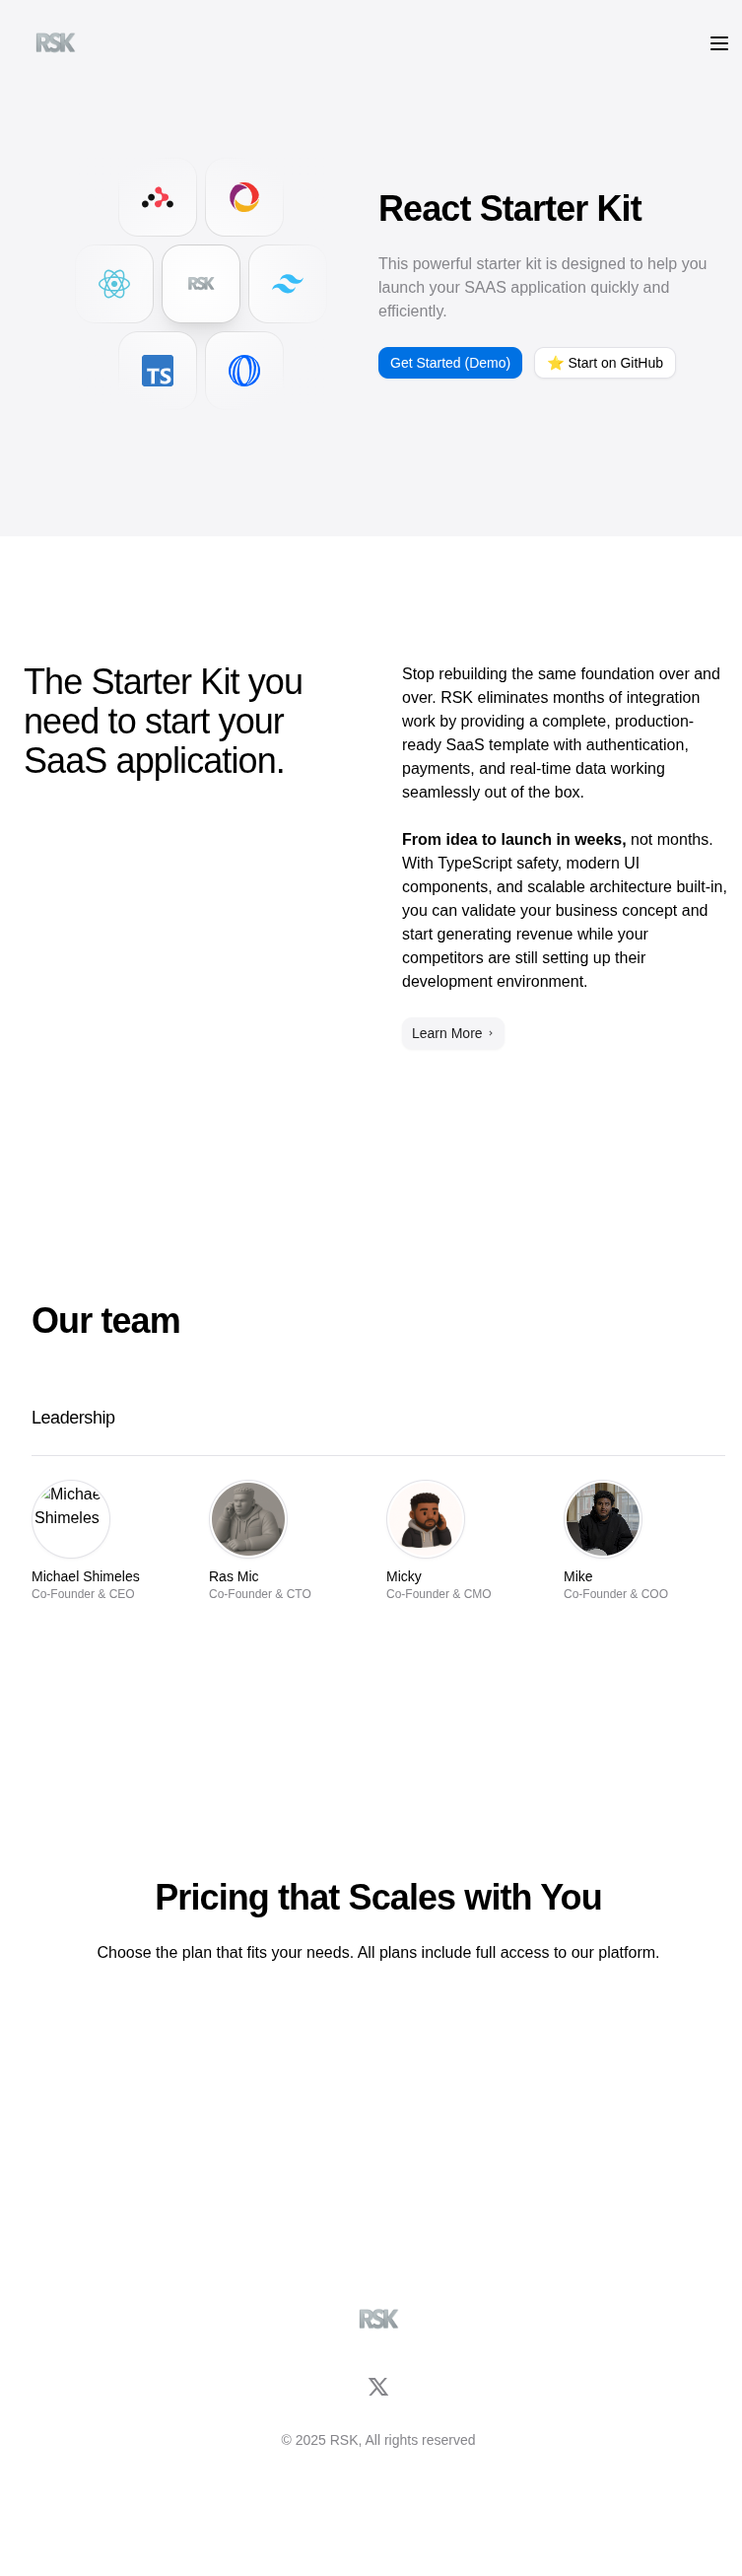 RSK
React Starter Kit
This powerful starter kit is designed to help you
launch your SAAS application quickly and
efficiently.
Get Started (Demo)
⭐ Start on GitHub
RSK
TS
The Starter Kit you
need to start your
SaaS application.
Stop rebuilding the same foundation over and
over. RSK eliminates months of integration
work by providing a complete, production-
ready SaaS template with authentication,
payments, and real-time data working
seamlessly out of the box.
From idea to launch in weeks, not months.
With TypeScript safety, modern UI
components, and scalable architecture built-in,
you can validate your business concept and
start generating revenue while your
competitors are still setting up their
development environment.
Learn More ›
Our team
Leadership
Michae
Shimeles
Michael Shimeles
Co-Founder & CEO
Ras Mic
Co-Founder & CTO
Micky
Co-Founder & CMO
Mike
Co-Founder & COO
Pricing that Scales with You
Choose the plan that fits your needs. All plans include full access to our platform.
RSK
© 2025 RSK, All rights reserved